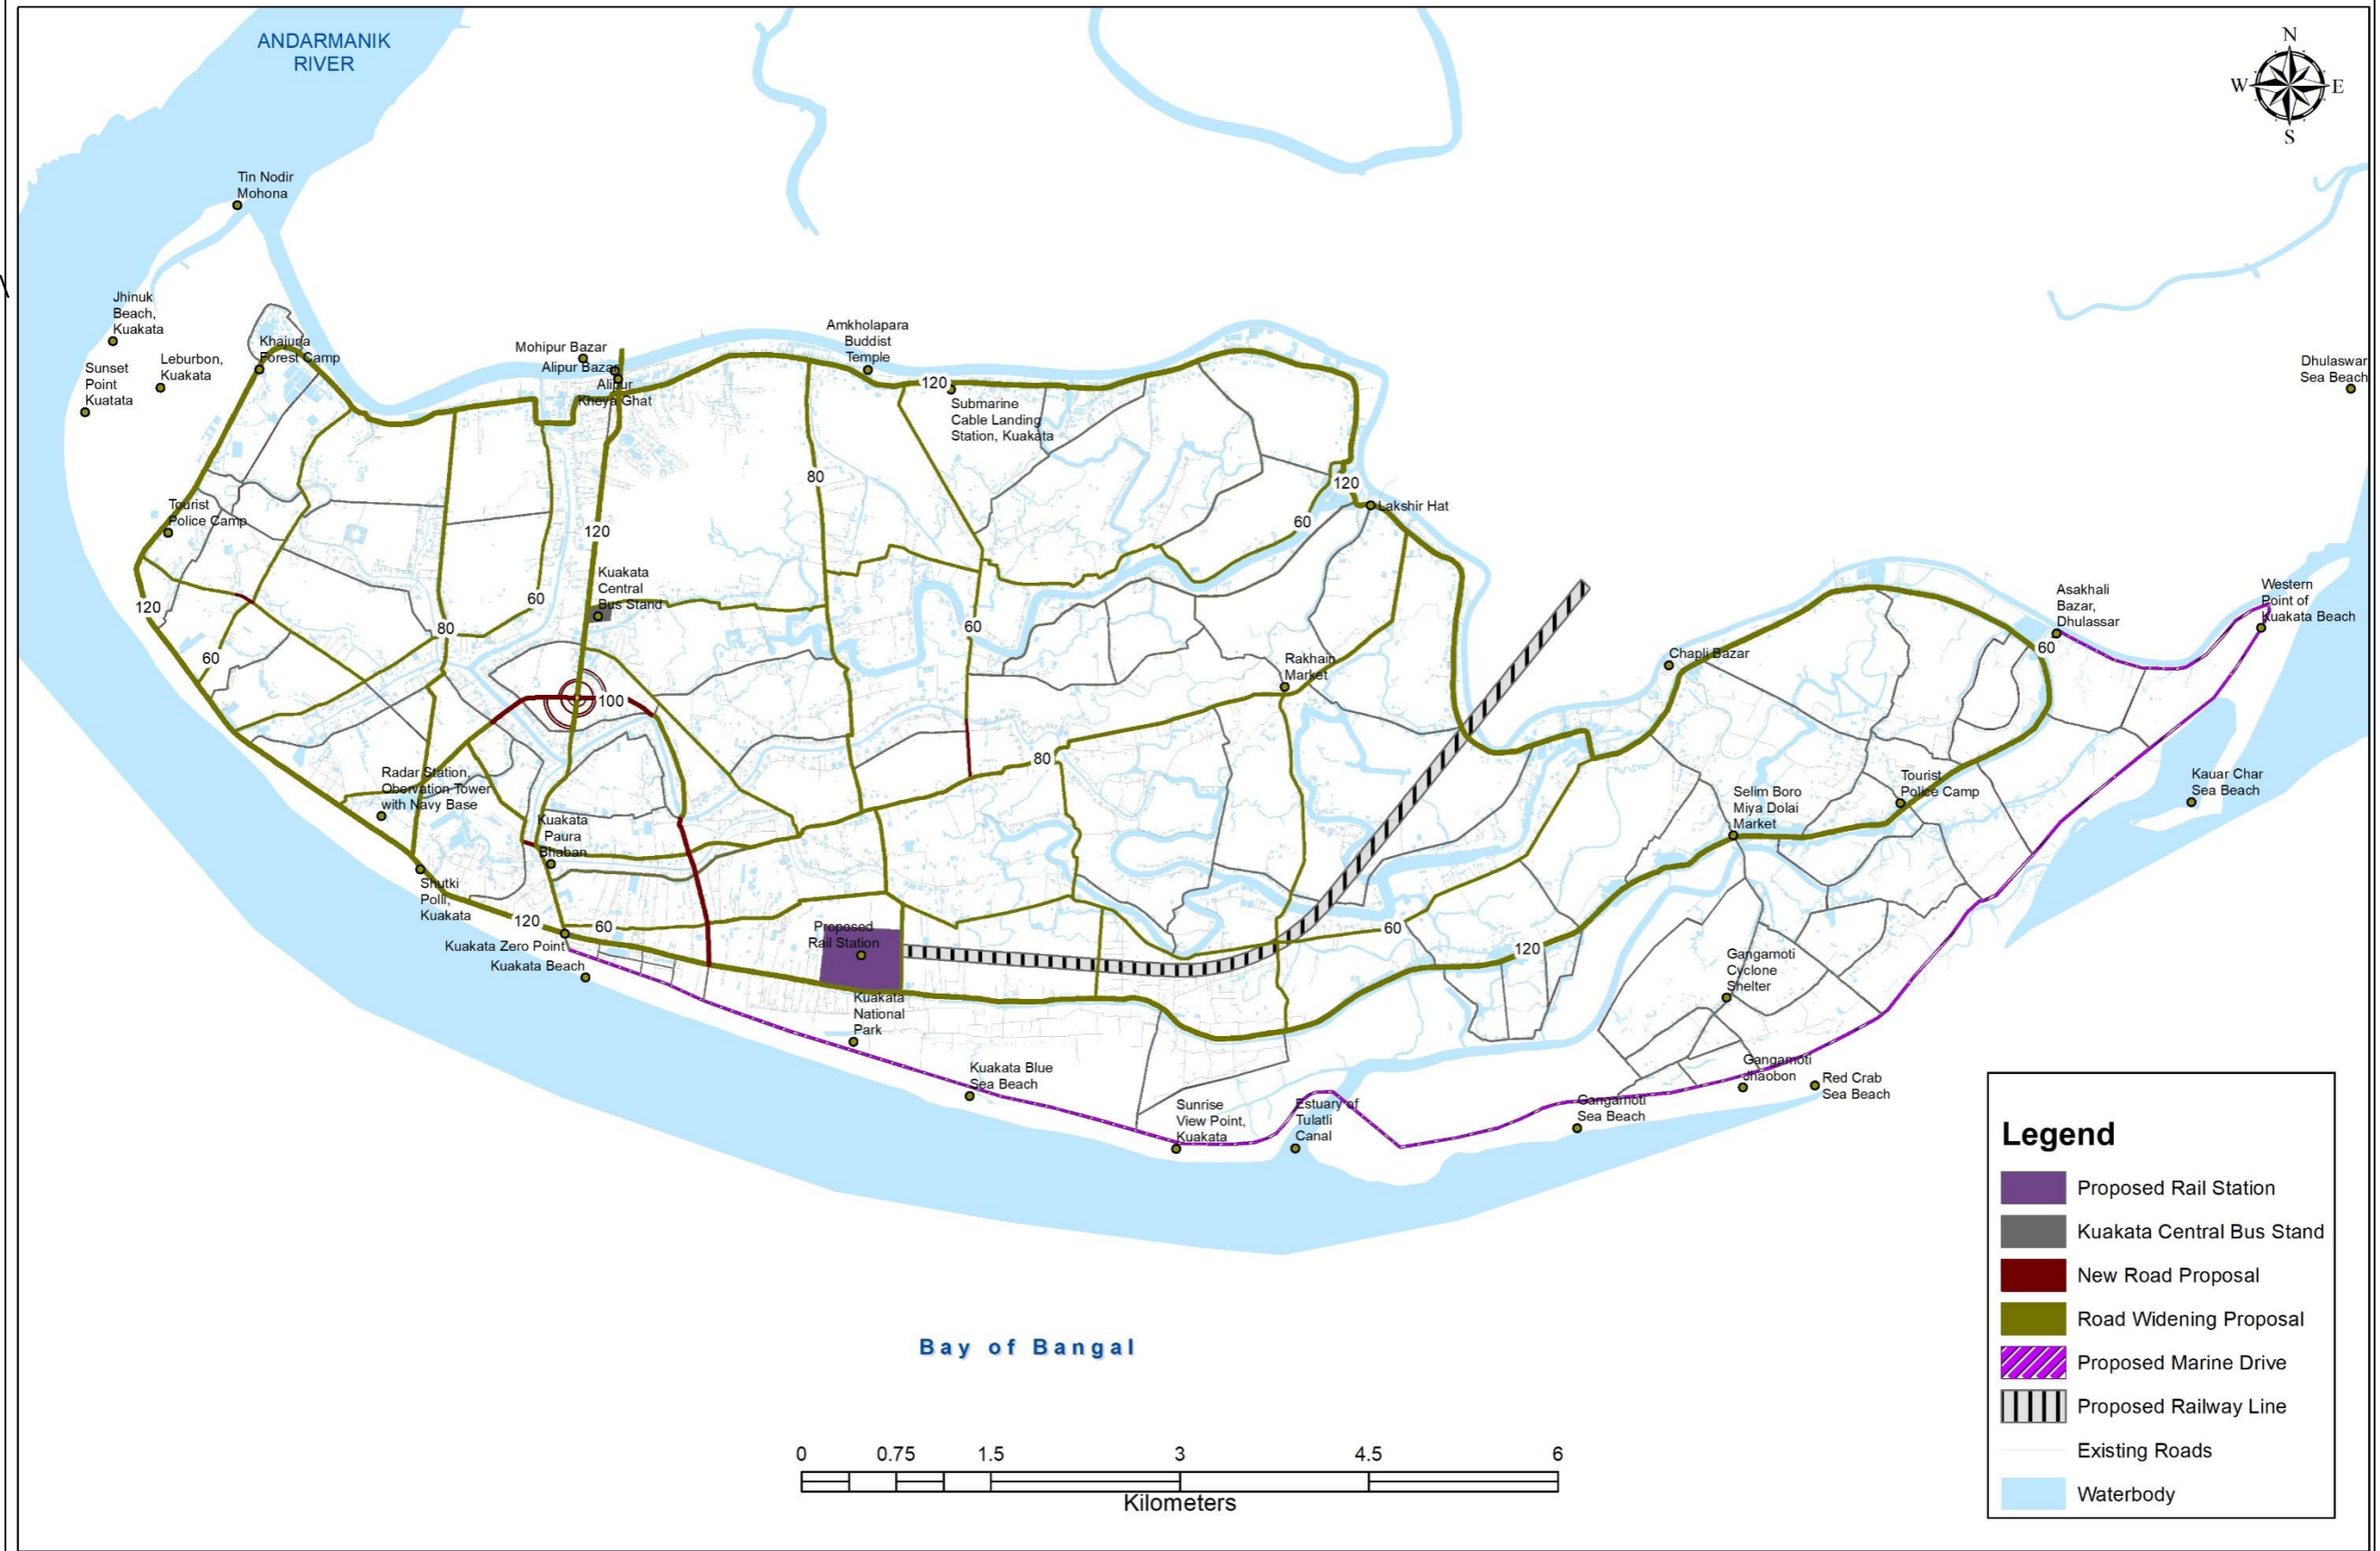 ANDARMANIK
RIVER
N
W
E
S
Tin Nodir
Mohona
Jhinuk
Beach,
Kuakata
Sunset
Point
Kuatata
Leburbon,
Kuakata
Khajura
Forest Camp
Mohipur Bazar
Alipur Bazar
Alipur
Kheya Ghat
Amkholapara
Buddist
Temple
120
Submarine
Cable Landing
Station, Kuakata
Dhulaswar
Sea Beach
80
120
Lakshir Hat
60
Tourist
Police Camp
120
Kuakata
Central
Bus Stand
60
120
80
60
60
Rakhain
Market
Chapli Bazar
Asakhali
Bazar,
Dhulassar
60
Western
Point of
Kuakata Beach
100
80
Radar Station,
Obervation Tower
with Navy Base
Kuakata
Paura
Bhaban
Selim Boro
Miya Dolai
Market
Tourist
Police Camp
Kauar Char
Sea Beach
Shutki
Polli,
Kuakata
120
60
Kuakata Zero Point
Kuakata Beach
Proposed
Rail Station
60
120
Gangamoti
Cyclone
Shelter
Kuakata
National
Park
Kuakata Blue
Sea Beach
Sunrise
View Point,
Kuakata
Estuary of
Tulatli
Canal
Gangamoti
Sea Beach
Gangamoti
Jhaobon
Red Crab
Sea Beach
Bay of Bangal
0 0.75 1.5 3 4.5 6
Kilometers
Legend
Proposed Rail Station
Kuakata Central Bus Stand
New Road Proposal
Road Widening Proposal
Proposed Marine Drive
Proposed Railway Line
Existing Roads
Waterbody